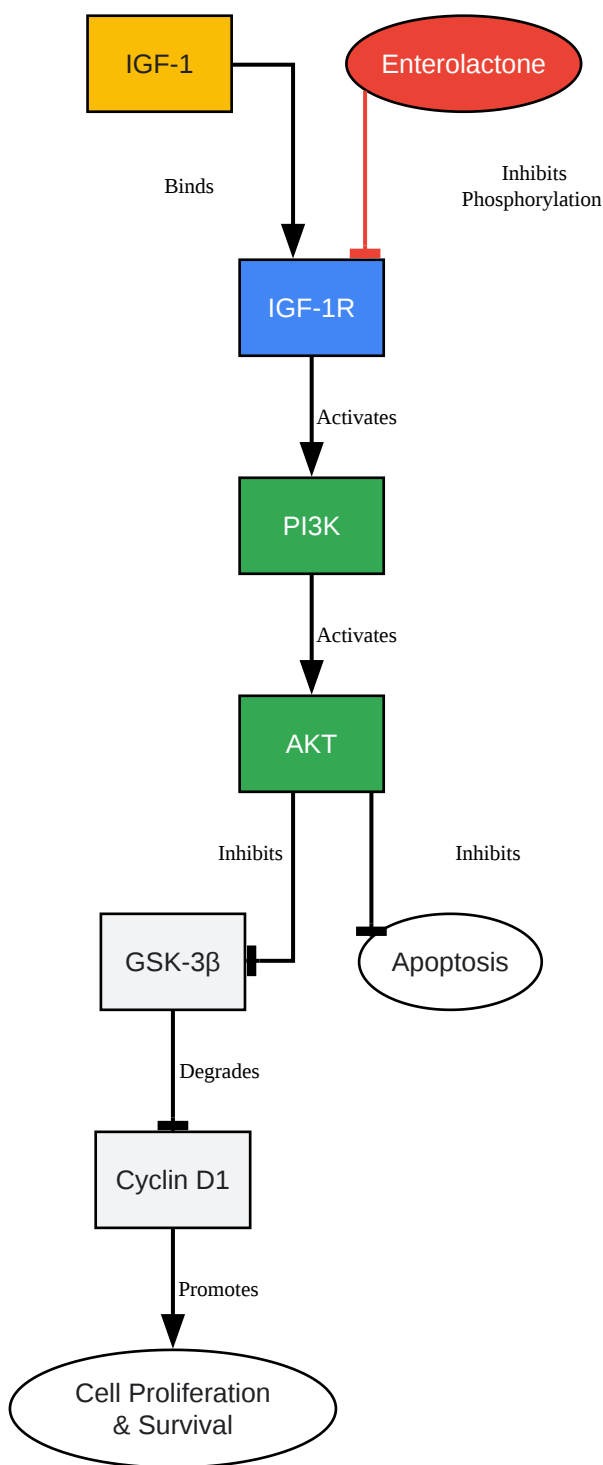 IGF-1
Enterolactone
Binds
Inhibits
Phosphorylation
IGF-1R
Activates
PI3K
Activates
AKT
Inhibits
Inhibits
GSK-3β
Apoptosis
Degrades
Cyclin D1
Promotes
Cell Proliferation
& Survival